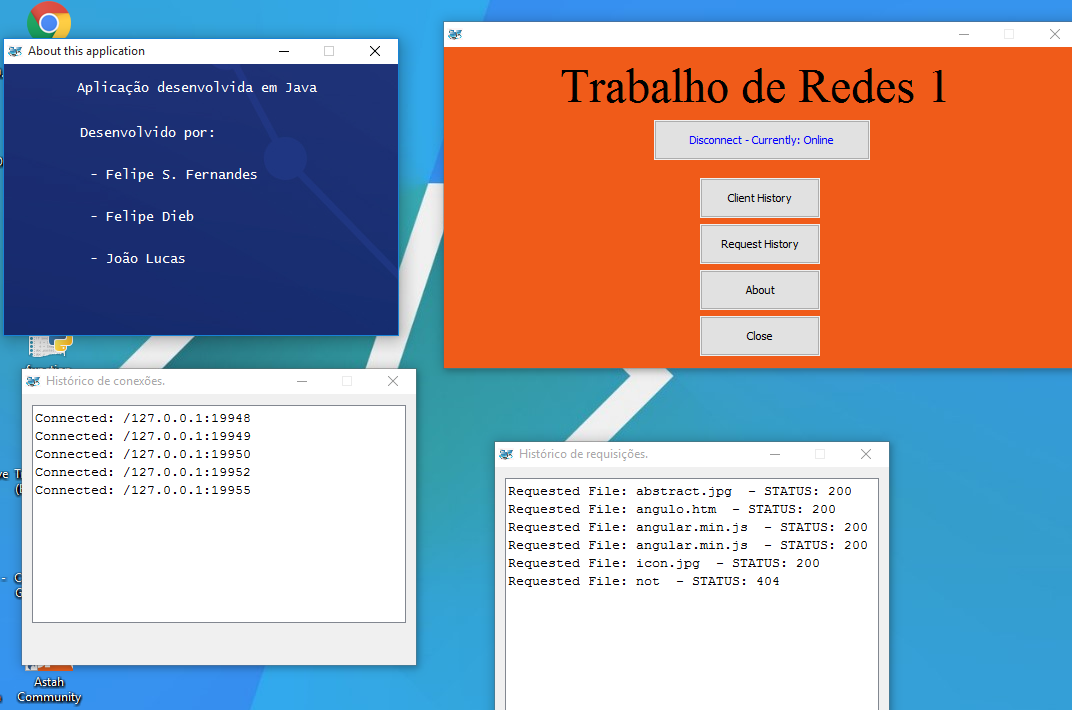 About this application
Aplicação desenvolvida em Java
Desenvolvido por:
- Felipe S. Fernandes
- Felipe Dieb
- João Lucas
Trabalho de Redes 1
Disconnect - Currently: Online
Client History
Request History
About
Close
Histórico de conexões.
Connected: /127.0.0.1:19948
Connected: /127.0.0.1:19949
Connected: /127.0.0.1:19950
Connected: /127.0.0.1:19952
Connected: /127.0.0.1:19955
Histórico de requisições.
Requested File: abstract.jpg - STATUS: 200
Requested File: angulo.htm - STATUS: 200
Requested File: angular.min.js - STATUS: 200
Requested File: angular.min.js - STATUS: 200
Requested File: icon.jpg - STATUS: 200
Requested File: not - STATUS: 404
Astah
Community